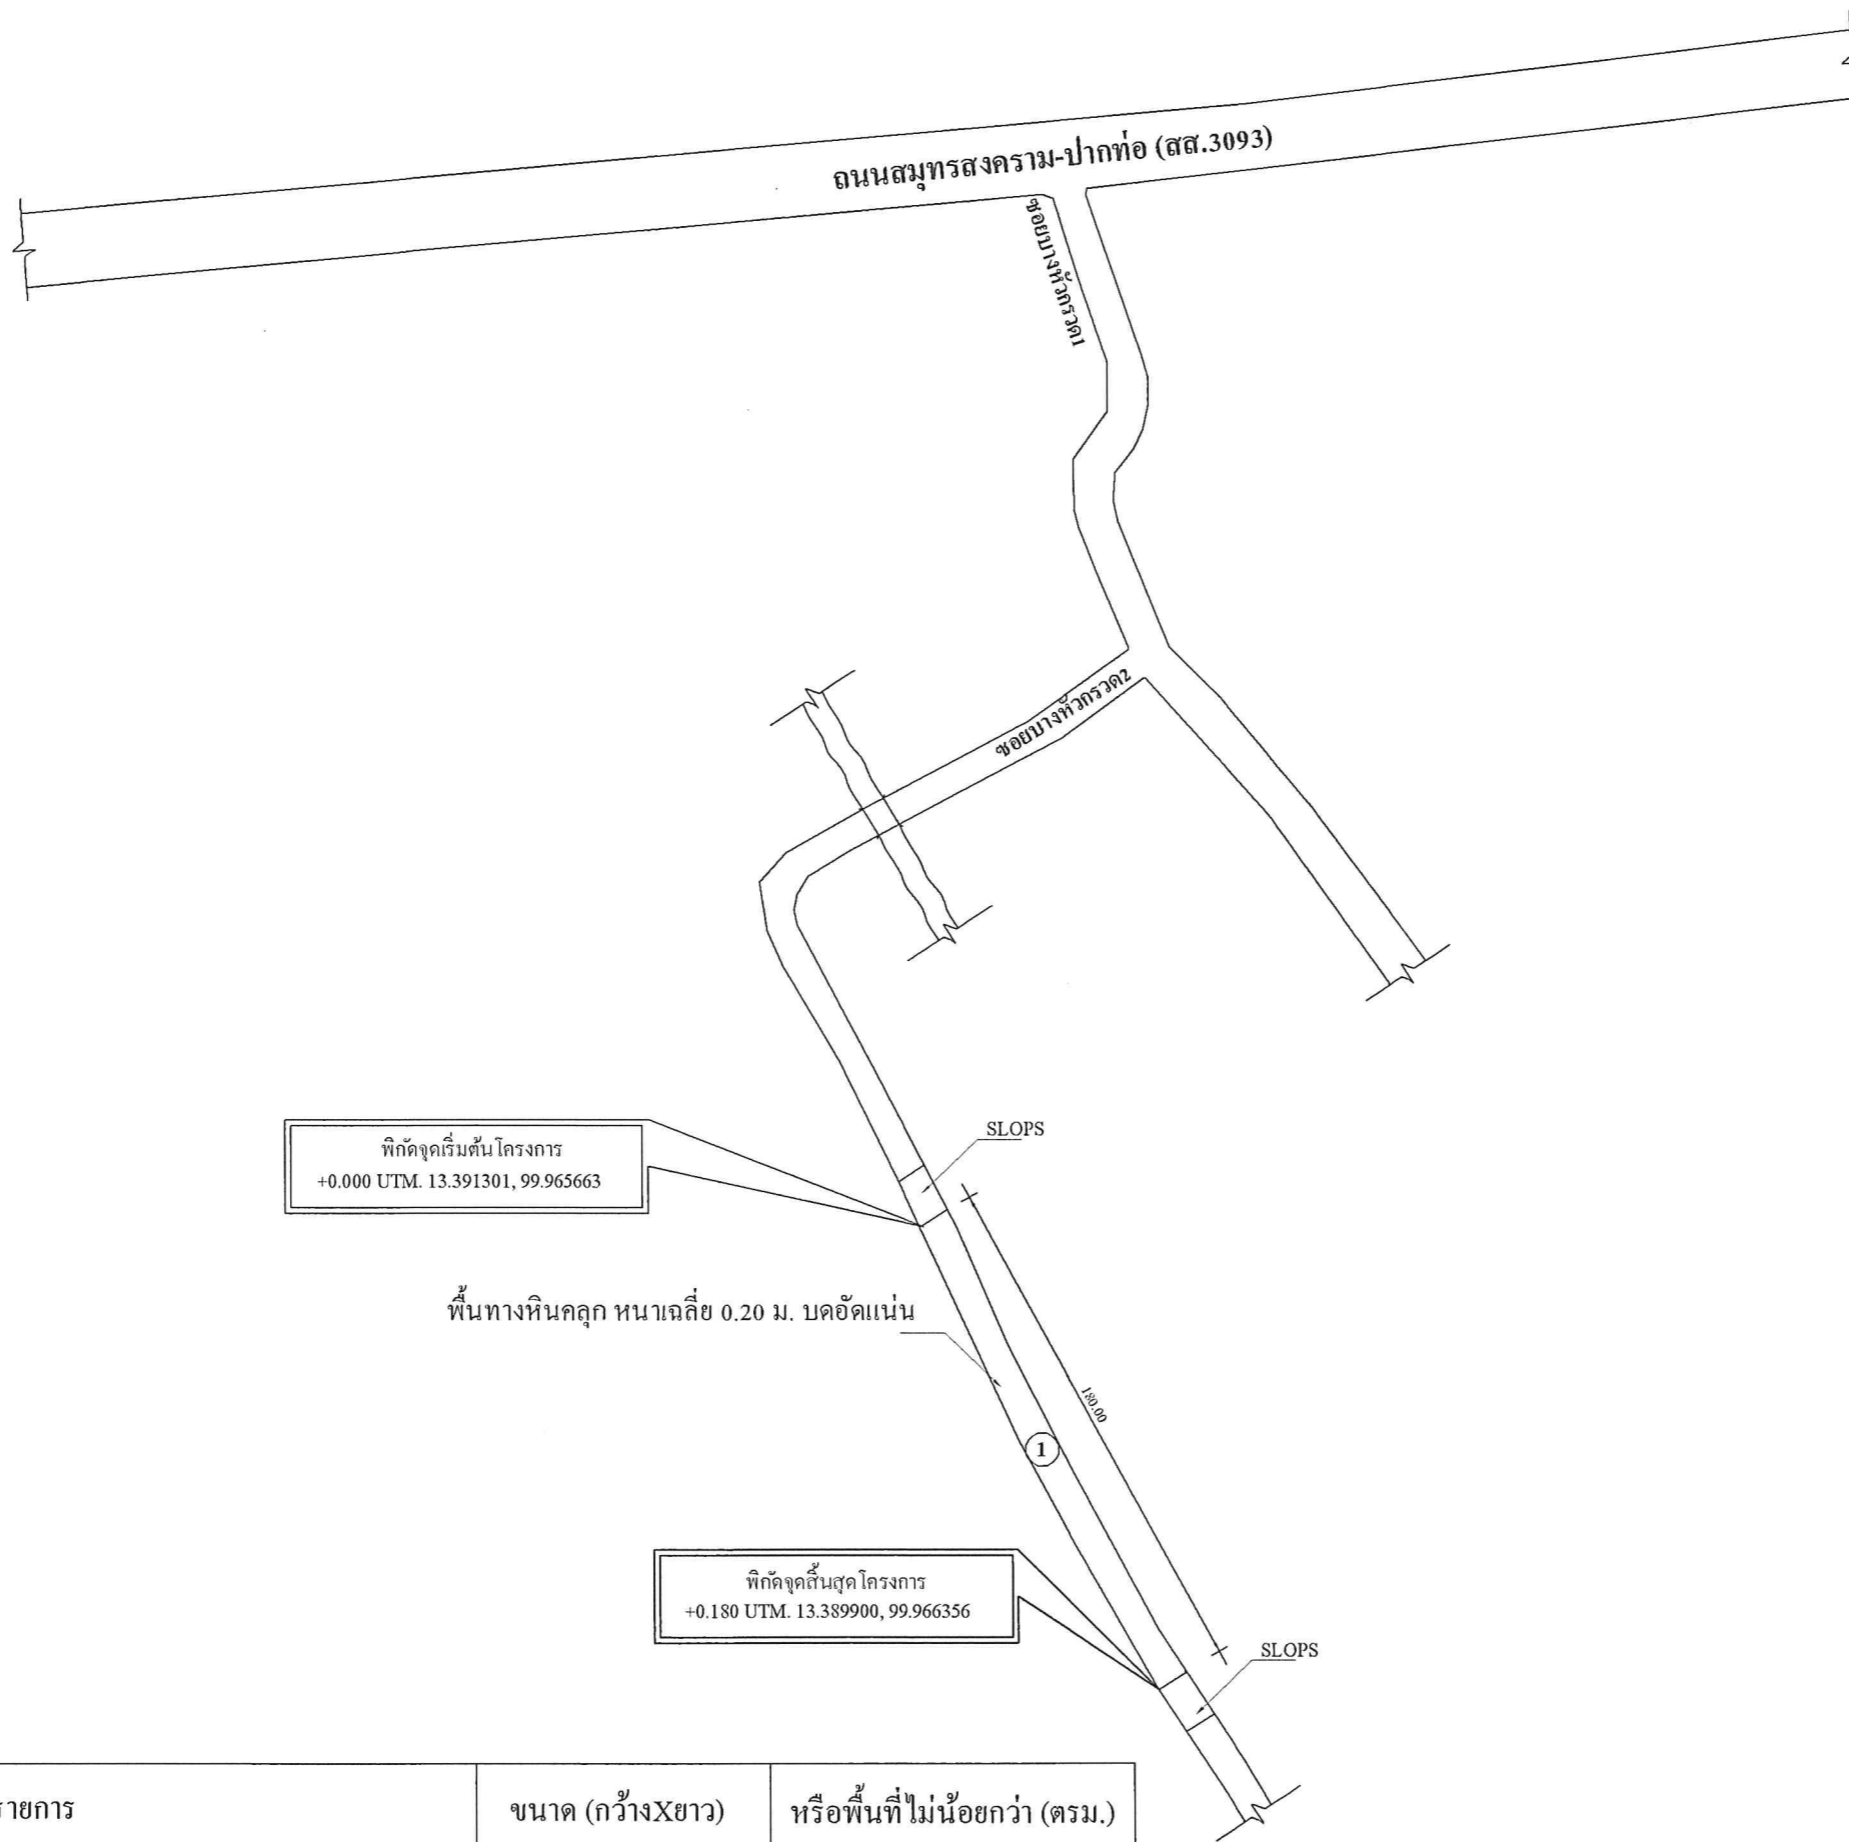 ถนนสมุทรสงคราม-ปากท่อ (สส.3093)
ซอยบางหัวกรวด1
ซอยบางหัวกรวด2
SLOPS
พิกัดจุดเริ่มต้นโครงการ
+0.000 UTM. 13.391301, 99.965663
พื้นทางหินคลุก หนาเฉลี่ย 0.20 ม. บดอัดแน่น
180.00
1
พิกัดจุดสิ้นสุดโครงการ
+0.180 UTM. 13.389900, 99.966356
SLOPS
รายการ
ขนาด (กว้างXยาว)
หรือพื้นที่ไม่น้อยกว่า (ตรม.)